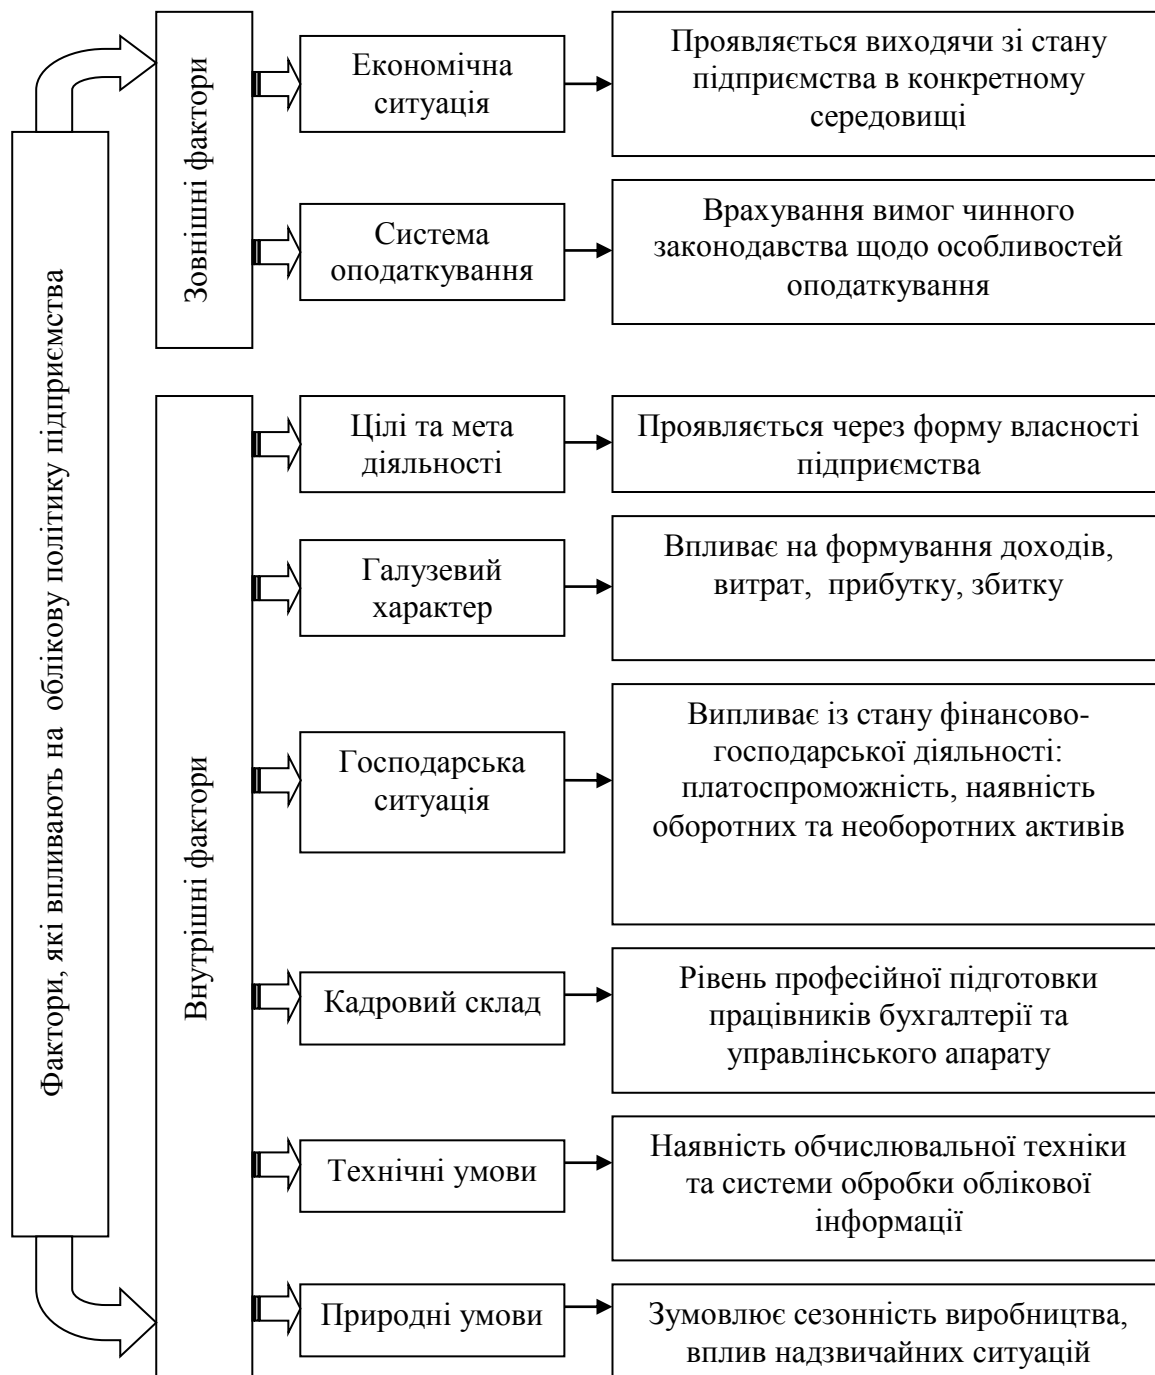 Фактори, які впливають на облікову політику підприємства
Зовнішні фактори
Економічна
ситуація
Проявляється виходячи зі стану
підприємства в конкретному
середовищі
Система
оподаткування
Врахування вимог чинного
законодавства щодо особливостей
оподаткування
Внутрішні фактори
Цілі та мета
діяльності
Проявляється через форму власності
підприємства
Галузевий
характер
Впливає на формування доходів,
витрат, прибутку, збитку
Господарська
ситуація
Випливає із стану фінансово-
господарської діяльності:
платоспроможність, наявність
оборотних та необоротних активів
Кадровий склад
Рівень професійної підготовки
працівників бухгалтерії та
управлінського апарату
Технічні умови
Наявність обчислювальної техніки
та системи обробки облікової
інформації
Природні умови
Зумовлює сезонність виробництва,
вплив надзвичайних ситуацій